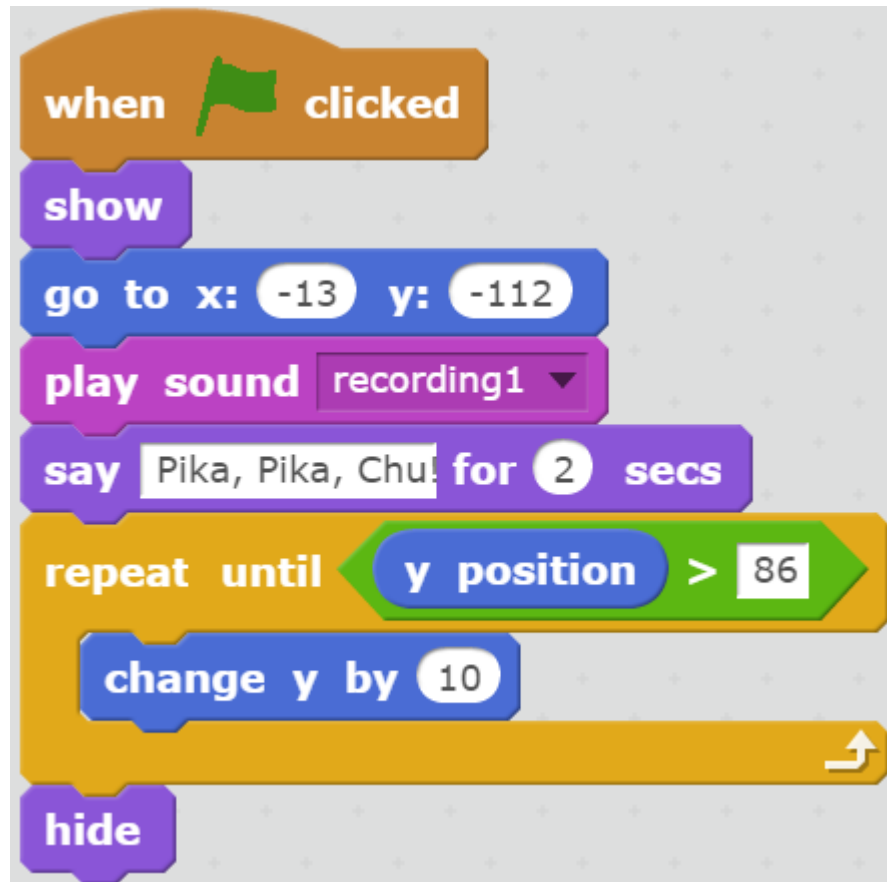 when clicked
show
go to x: -13 y: -112
play sound recording1
say Pika, Pika, Chu! for 2 secs
repeat until y position > 86
change y by 10
hide